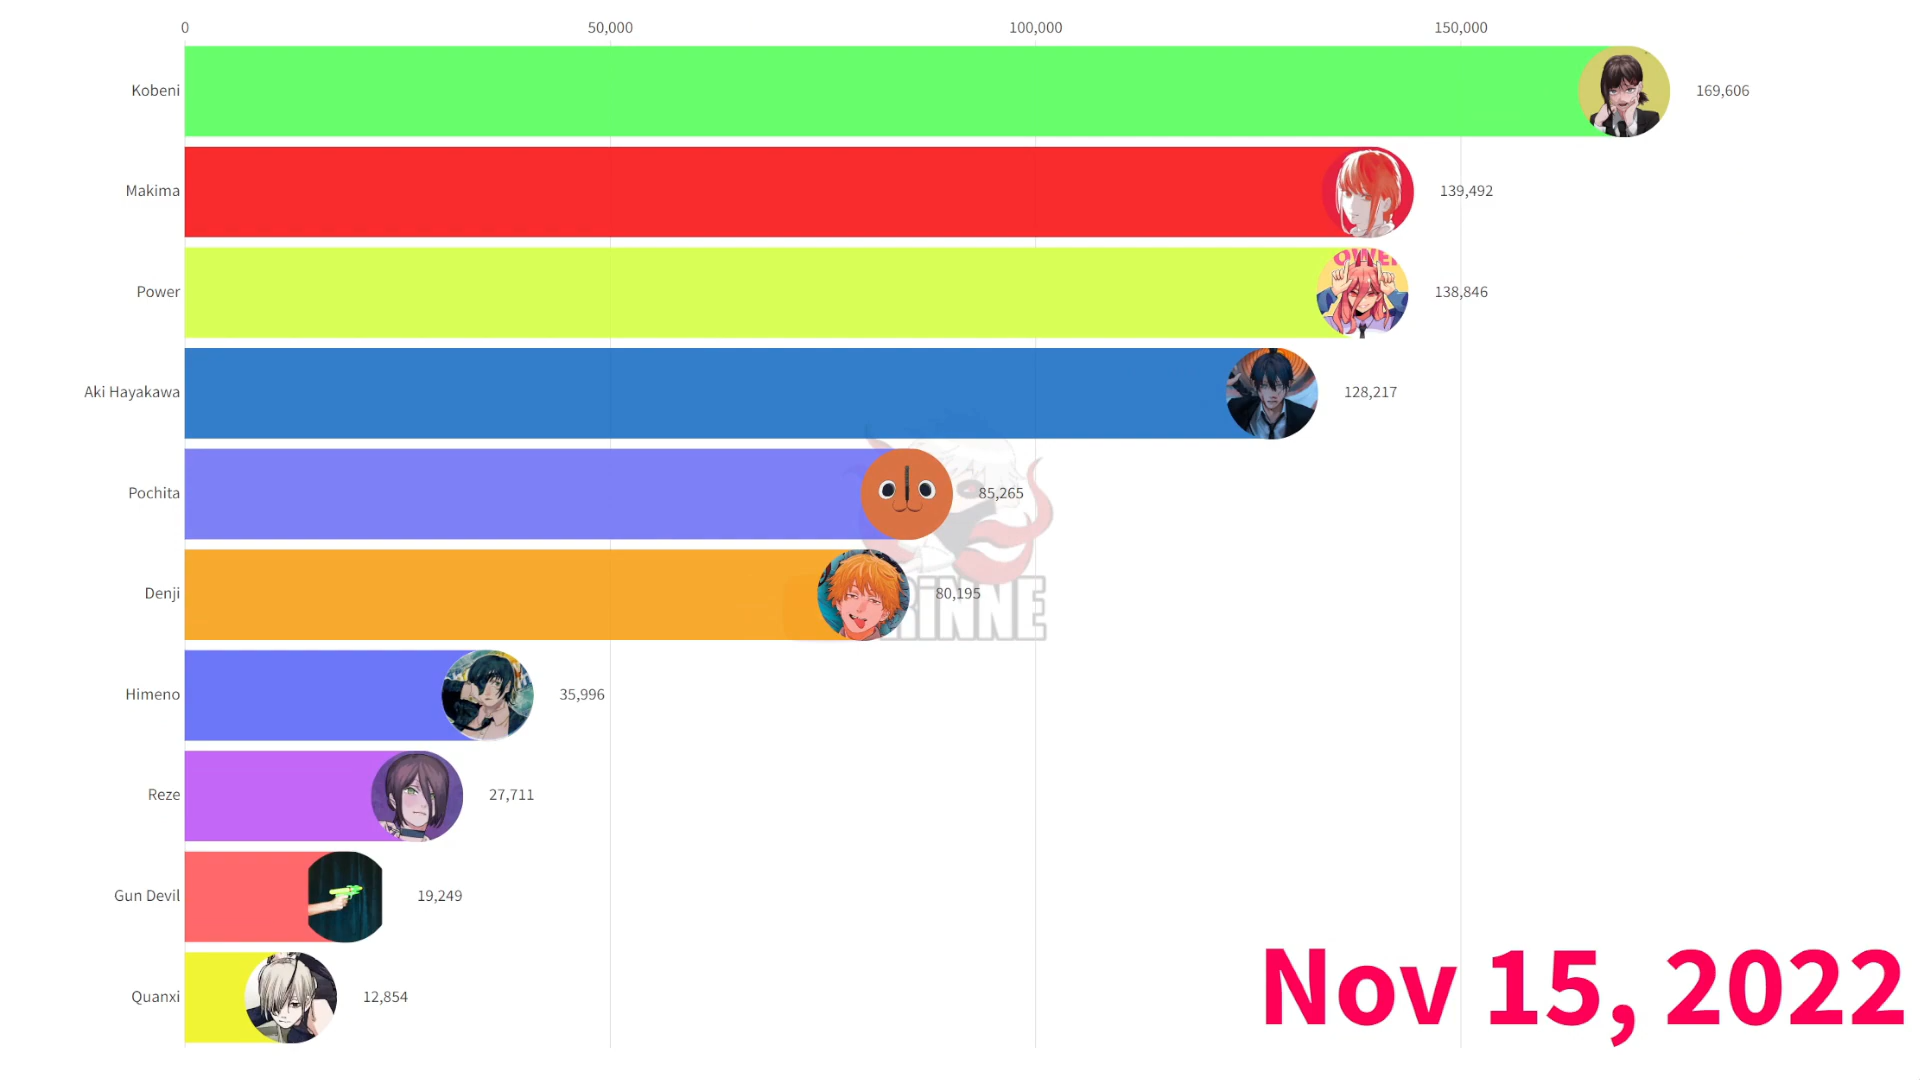 0 50,000 100,000 150,000
Kobeni 169,606
Makima 139,492
Power 138,846
Aki Hayakawa 128,217
Pochita 85,265
Denji 80,195
Himeno 35,996
Reze 27,711
Gun Devil 19,249
Quanxi 12,854
Nov 15, 2022